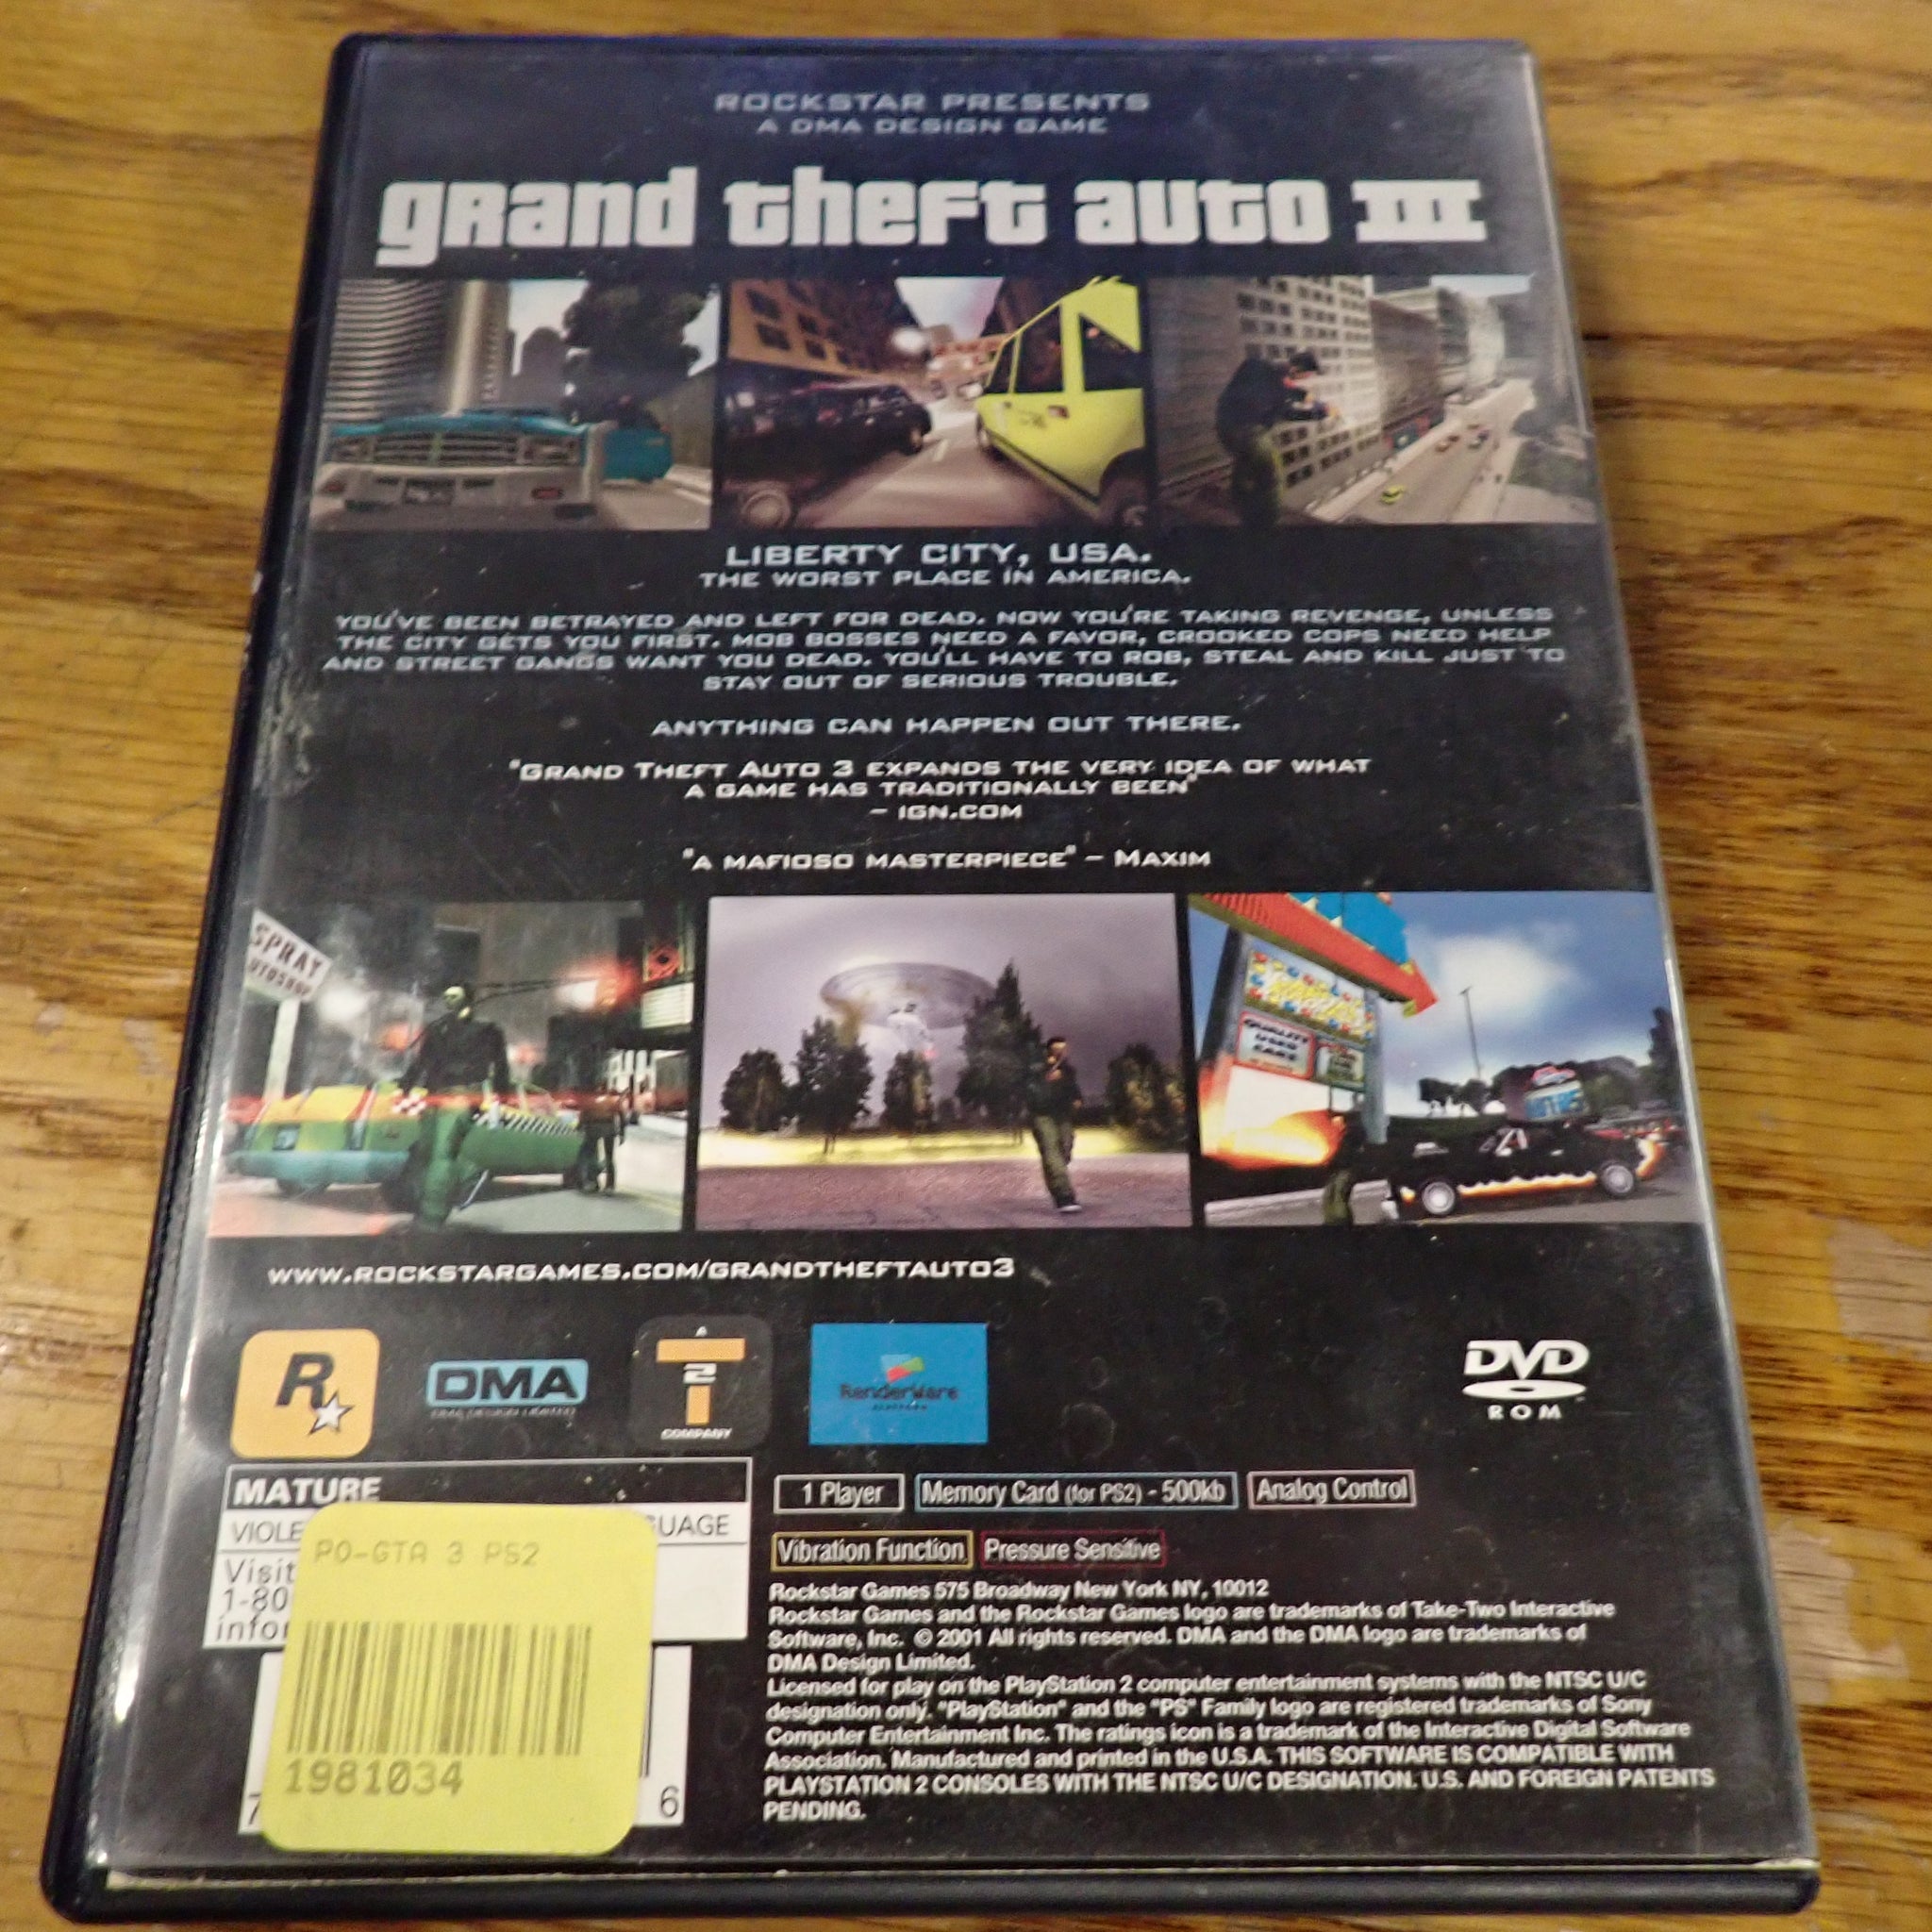 ROCKSTAR PRESENTS
A DMA DESIGN GAME
grand theft auto III
LIBERTY CITY, USA.
THE WORST PLACE IN AMERICA.
YOU'VE BEEN BETRAYED AND LEFT FOR DEAD. NOW YOU'RE TAKING REVENGE, UNLESS
THE CITY GETS YOU FIRST. MOB BOSSES NEED A FAVOR, CROOKED COPS NEED HELP
AND STREET GANGS WANT YOU DEAD. YOU'LL HAVE TO ROB, STEAL AND KILL JUST TO
STAY OUT OF SERIOUS TROUBLE.
ANYTHING CAN HAPPEN OUT THERE.
"GRAND THEFT AUTO 3 EXPANDS THE VERY IDEA OF WHAT
A GAME HAS TRADITIONALLY BEEN"
- IGN.COM
"A MAFIOSO MASTERPIECE" - MAXIM
SPRAY
UTOSHOP
QUALITY
USED
CARS
WWW.ROCKSTARGAMES.COM/GRANDTHEFTAUTO3
R
DMA
DMA DESIGN LIMITED
A
T
2
COMPANY
RenderWare
DVD
ROM
MATURE
VIOLE
GUAGE
Visit
1-80
infor
PO-GTA 3 PS2
1981034
7
6
1 Player
Memory Card (for PS2) - 500kb
Analog Control
Vibration Function
Pressure Sensitive
Rockstar Games 575 Broadway New York NY, 10012
Rockstar Games and the Rockstar Games logo are trademarks of Take-Two Interactive
Software, Inc. © 2001 All rights reserved. DMA and the DMA logo are trademarks of
DMA Design Limited.
Licensed for play on the PlayStation 2 computer entertainment systems with the NTSC U/C
designation only. "PlayStation" and the "PS" Family logo are registered trademarks of Sony
Computer Entertainment Inc. The ratings icon is a trademark of the Interactive Digital Software
Association. Manufactured and printed in the U.S.A. THIS SOFTWARE IS COMPATIBLE WITH
PLAYSTATION 2 CONSOLES WITH THE NTSC U/C DESIGNATION. U.S. AND FOREIGN PATENTS
PENDING.